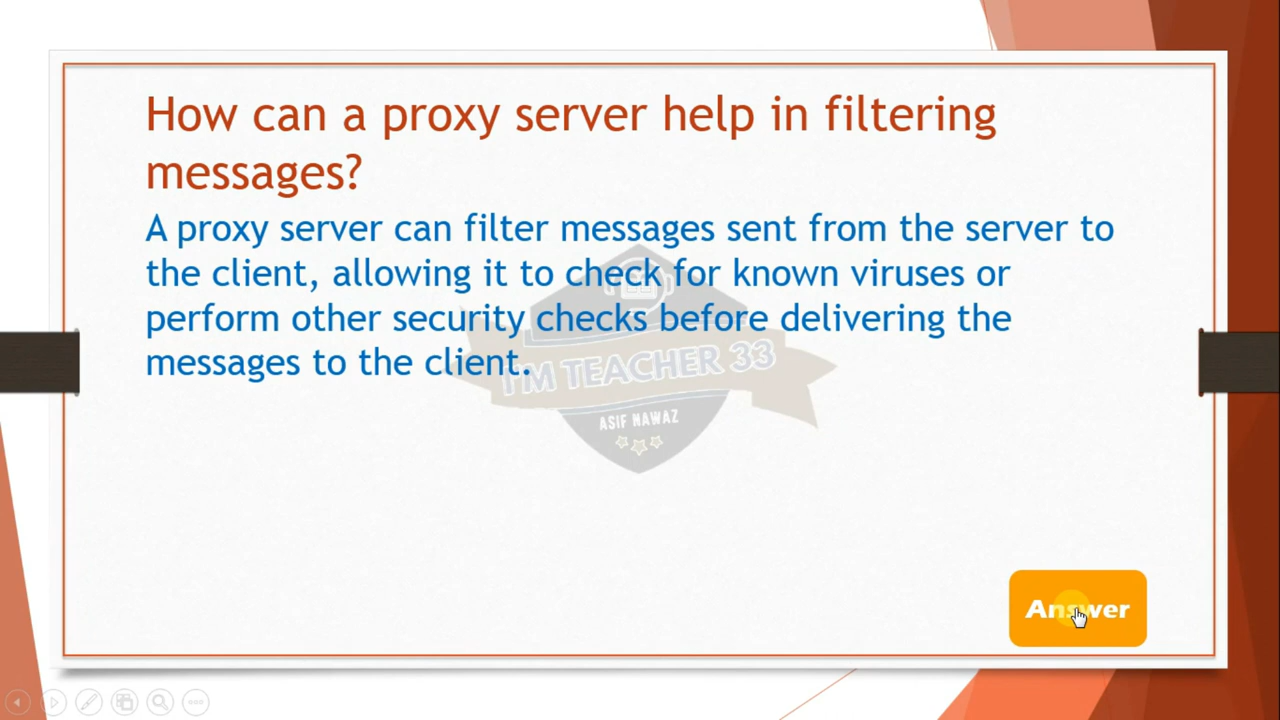 How can a proxy server help in filtering
messages?
A proxy server can filter messages sent from the server to
the client, allowing it to check for known viruses or
perform other security checks before delivering the
messages to the client.
I'M TEACHER 33
ASIF NAWAZ
Answer